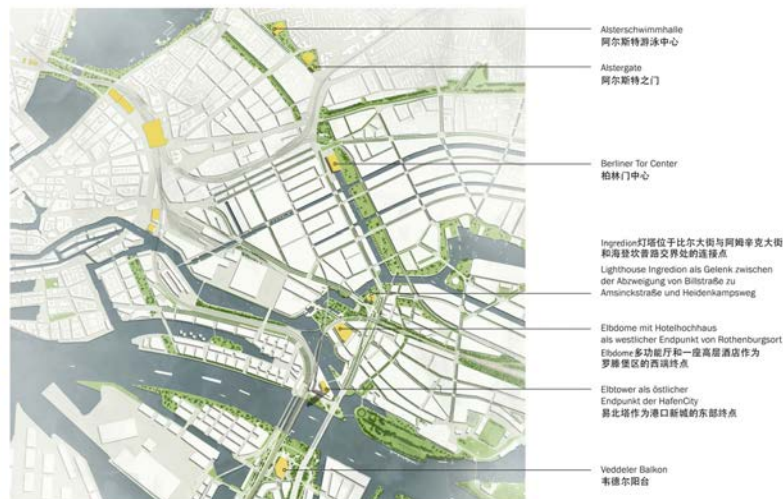 Alsterschwimmhalle
阿尔斯特游泳中心
Alstergate
阿尔斯特之门
Berliner Tor Center
柏林门中心
Ingredion灯塔位于比尔大街与阿姆辛克大街
和海登坎普路交界处的连接点
Lighthouse Ingredion als Gelenk zwischen
der Abzweigung von Billstraße zu
Amsinckstraße und Heidenkampsweg
Elbdome mit Hotelhochhaus
als westlicher Endpunkt von Rothenburgsort
Elbdome多功能厅和一座高层酒店作为
罗滕堡区的西端终点
Elbtower als östlicher
Endpunkt der HafenCity
易北塔作为港口新城的东部终点
Veddeler Balkon
韦德尔阳台